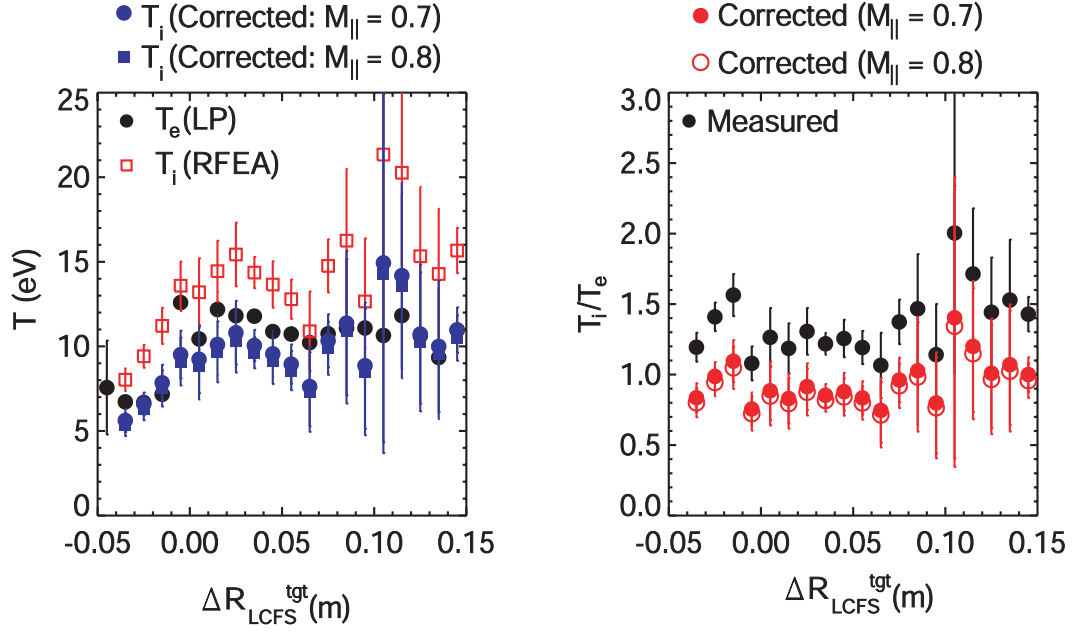 T_i (Corrected: M_|| = 0.7)
T_i (Corrected: M_|| = 0.8)
25
20
15
10
5
0
T (eV)
T_e (LP)
T_i (RFEA)
-0.05 0.00 0.05 0.10 0.15
ΔR_LCFS^tgt (m)
Corrected (M_|| = 0.7)
Corrected (M_|| = 0.8)
3.0
2.5
2.0
1.5
1.0
0.5
0.0
T_i/T_e
Measured
-0.05 0.00 0.05 0.10 0.15
ΔR_LCFS^tgt (m)